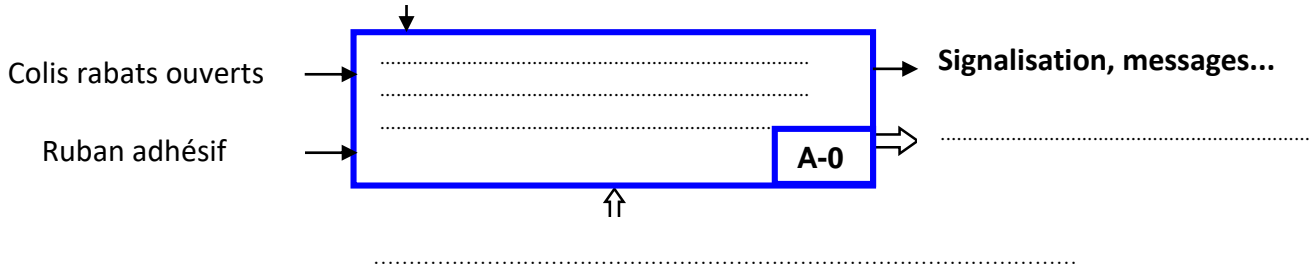 Colis rabats ouverts
Signalisation, messages...
Ruban adhésif
A-0